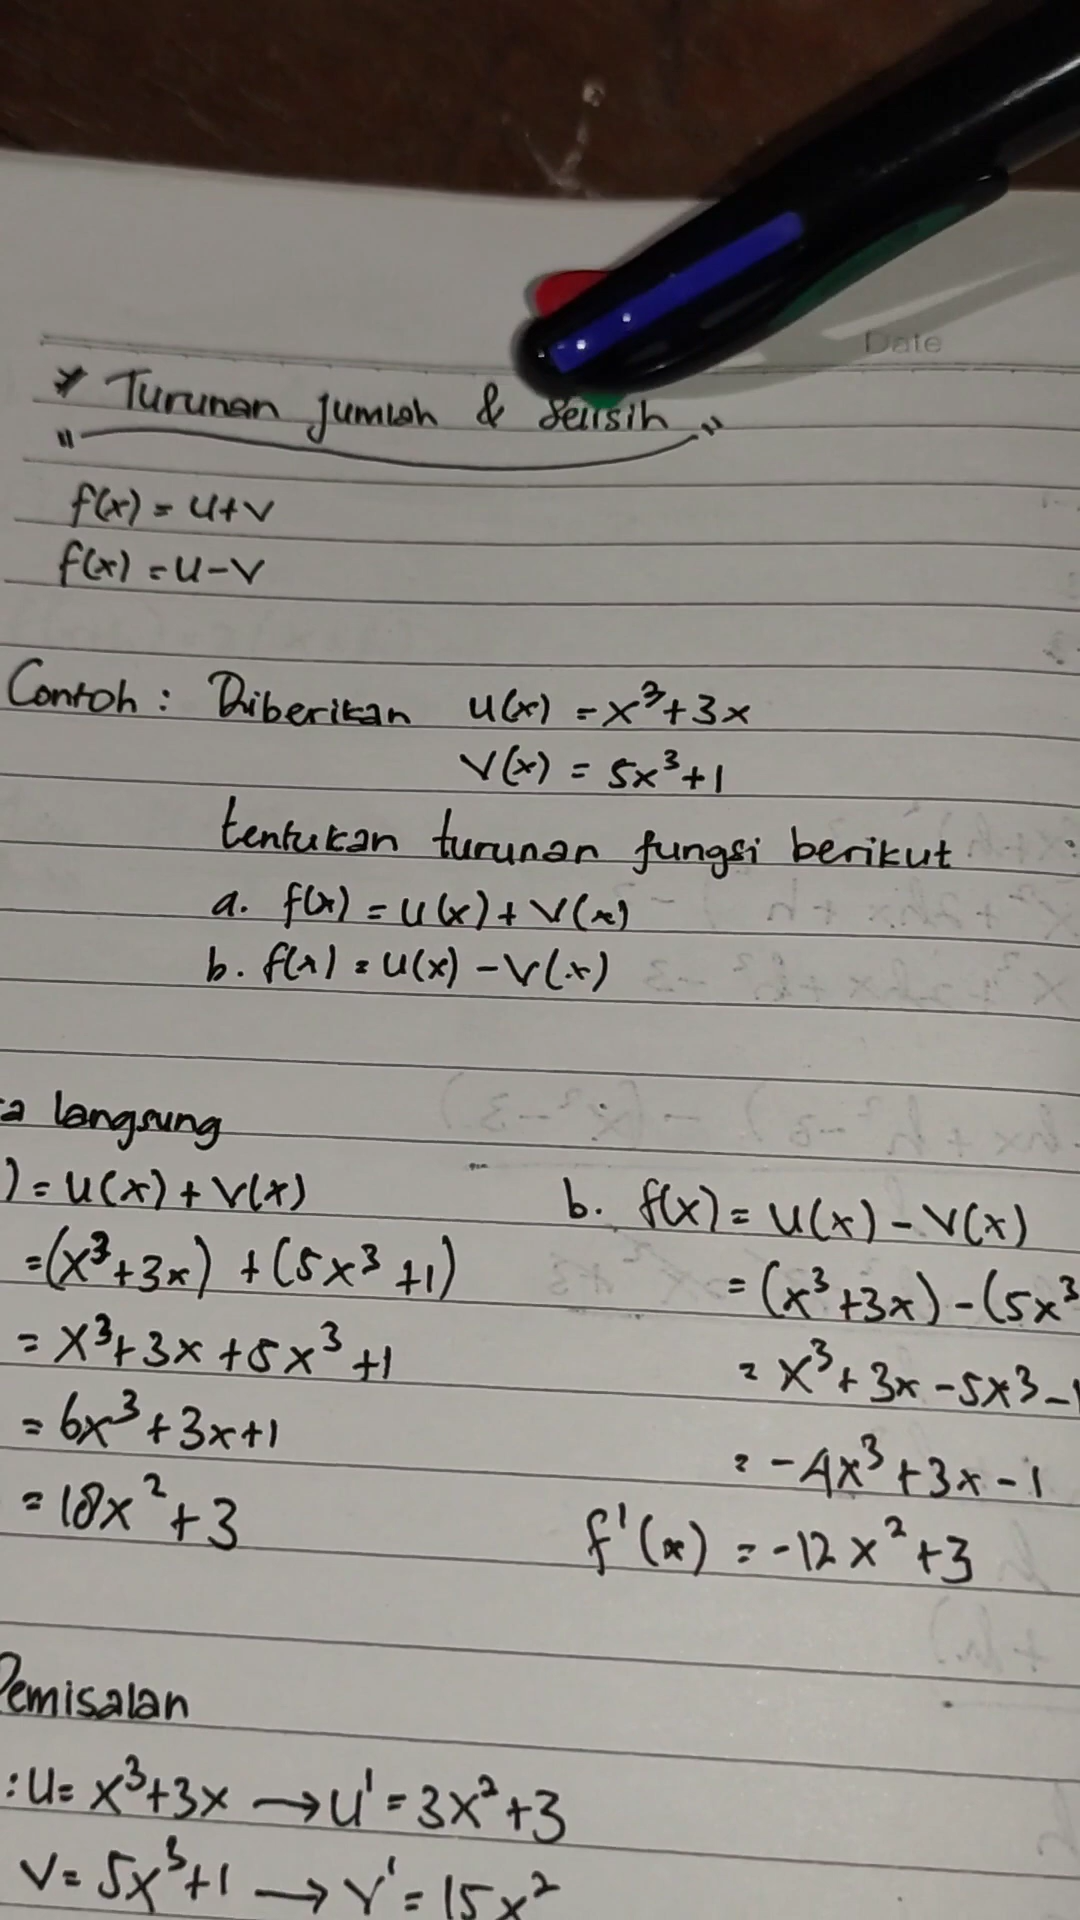 Date
* Turunan jumlah & Selisih
" "
f(x) = u+v
f(x) = u-v
Contoh : Diberikan u(x) = x³+3x
v(x) = 5x³+1
tentukan turunan fungsi berikut
a. f(x) = u(x) + v(x)
b. f(x) = u(x) - v(x)
langsung
) = u(x) + v(x)
= (x³+3x) + (5x³+1)
= x³+3x+5x³+1
= 6x³+3x+1
= 18x²+3
b. f(x) = u(x) - v(x)
= (x³+3x) - (5x³
= x³+3x-5x³-1
= -4x³+3x-1
f'(x) = -12x²+3
Pemisalan
: u = x³+3x → u' = 3x²+3
v = 5x³+1 → v' = 15x²